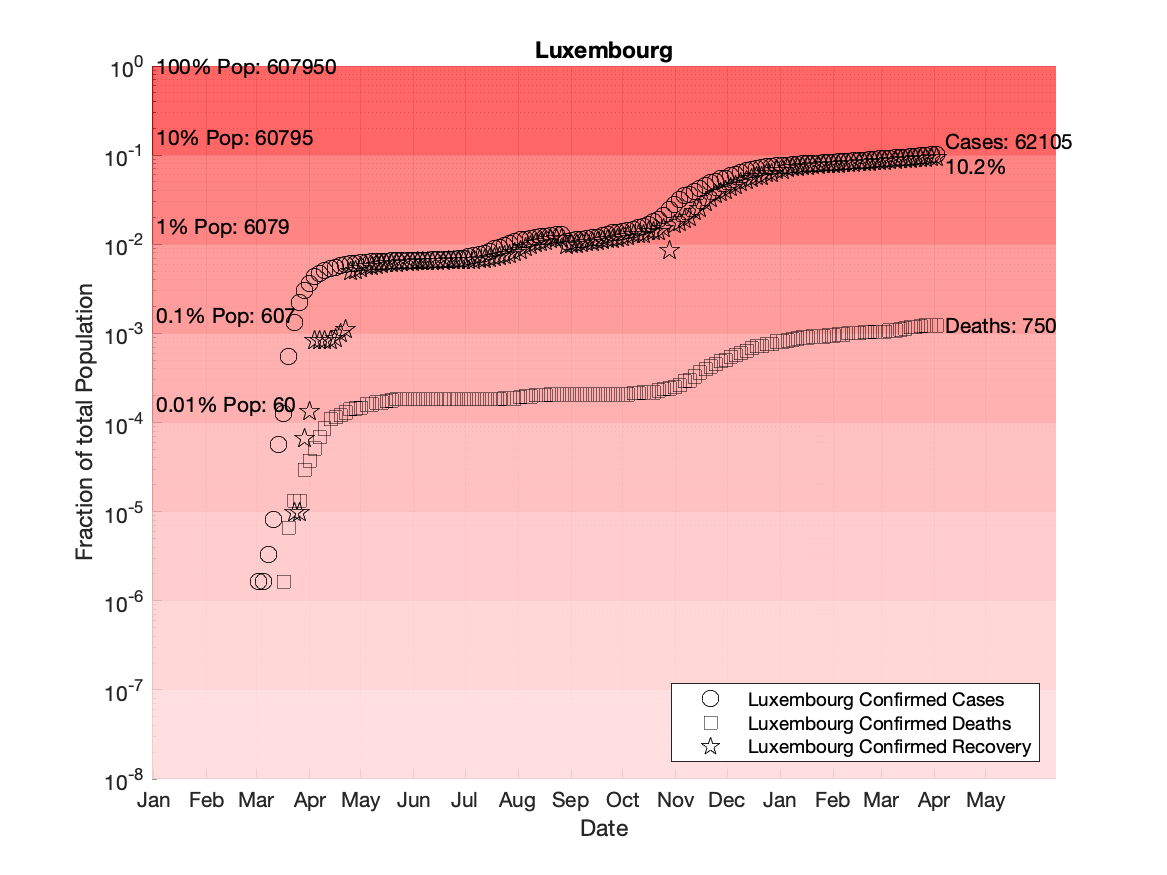 Luxembourg
10^0
100% Pop: 607950
10% Pop: 60795
Cases: 62105
10^-1
10.2%
1% Pop: 6079
10^-2
0.1% Pop: 607
Deaths: 750
10^-3
0.01% Pop: 60
10^-4
10^-5
10^-6
10^-7
10^-8
Fraction of total Population
Luxembourg Confirmed Cases
Luxembourg Confirmed Deaths
Luxembourg Confirmed Recovery
Jan Feb Mar Apr May Jun Jul Aug Sep Oct Nov Dec Jan Feb Mar Apr May
Date